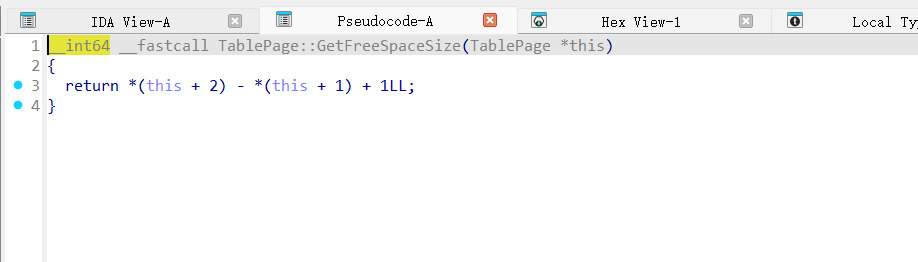 IDA View-A Pseudocode-A Hex View-1 Local Ty
1 __int64 __fastcall TablePage::GetFreeSpaceSize(TablePage *this)
2 {
3 return *(this + 2) - *(this + 1) + 1LL;
4 }